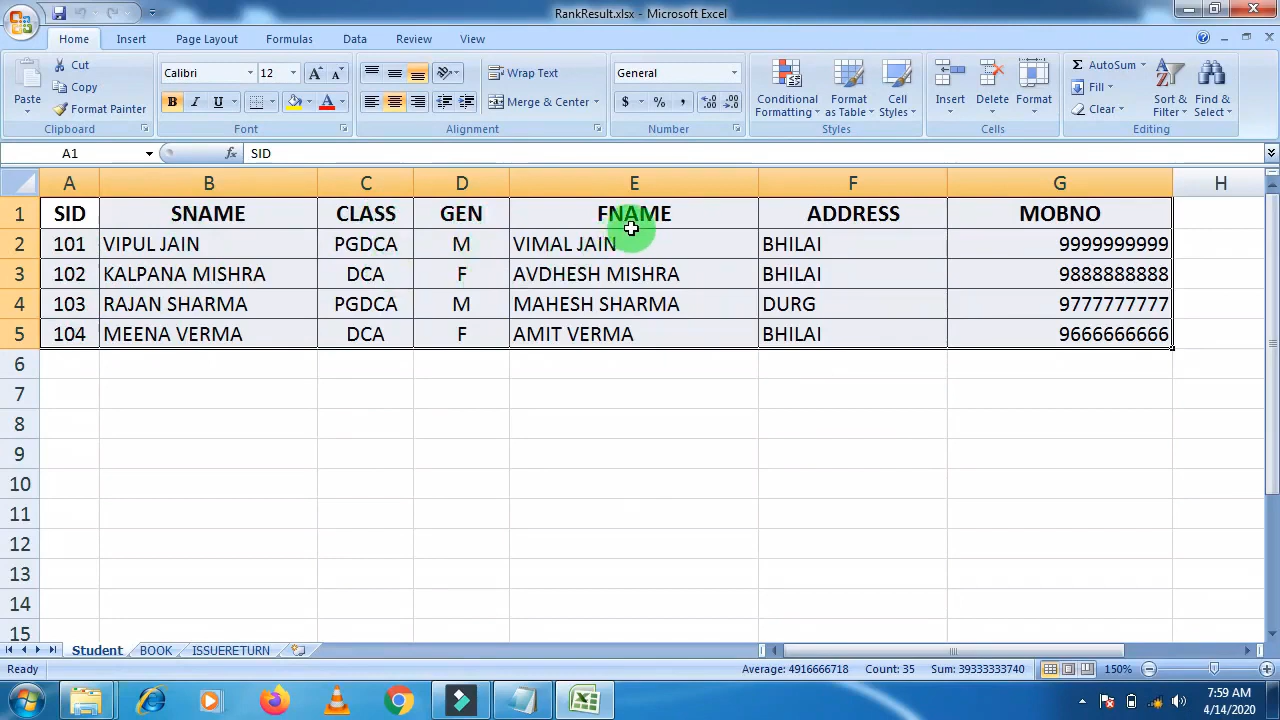 RankResult.xlsx - Microsoft Excel
Home Insert Page Layout Formulas Data Review View
Paste Cut Copy Format Painter
Calibri 12
B I U A
Wrap Text
Merge & Center
General
$ % ,
Conditional Formatting Format as Table Cell Styles
Insert Delete Format
AutoSum Fill Clear
Sort & Filter Find & Select
Clipboard Font Alignment Number Styles Cells Editing
A1 fx SID
A B C D E F G H
1 SID SNAME CLASS GEN FNAME ADDRESS MOBNO
2 101 VIPUL JAIN PGDCA M VIMAL JAIN BHILAI 9999999999
3 102 KALPANA MISHRA DCA F AVDHESH MISHRA BHILAI 9888888888
4 103 RAJAN SHARMA PGDCA M MAHESH SHARMA DURG 9777777777
5 104 MEENA VERMA DCA F AMIT VERMA BHILAI 9666666666
6
7
8
9
10
11
12
13
14
15
Student BOOK ISSUERETURN
Ready Average: 4916666718 Count: 35 Sum: 39333333740 150%
7:59 AM
4/14/2020